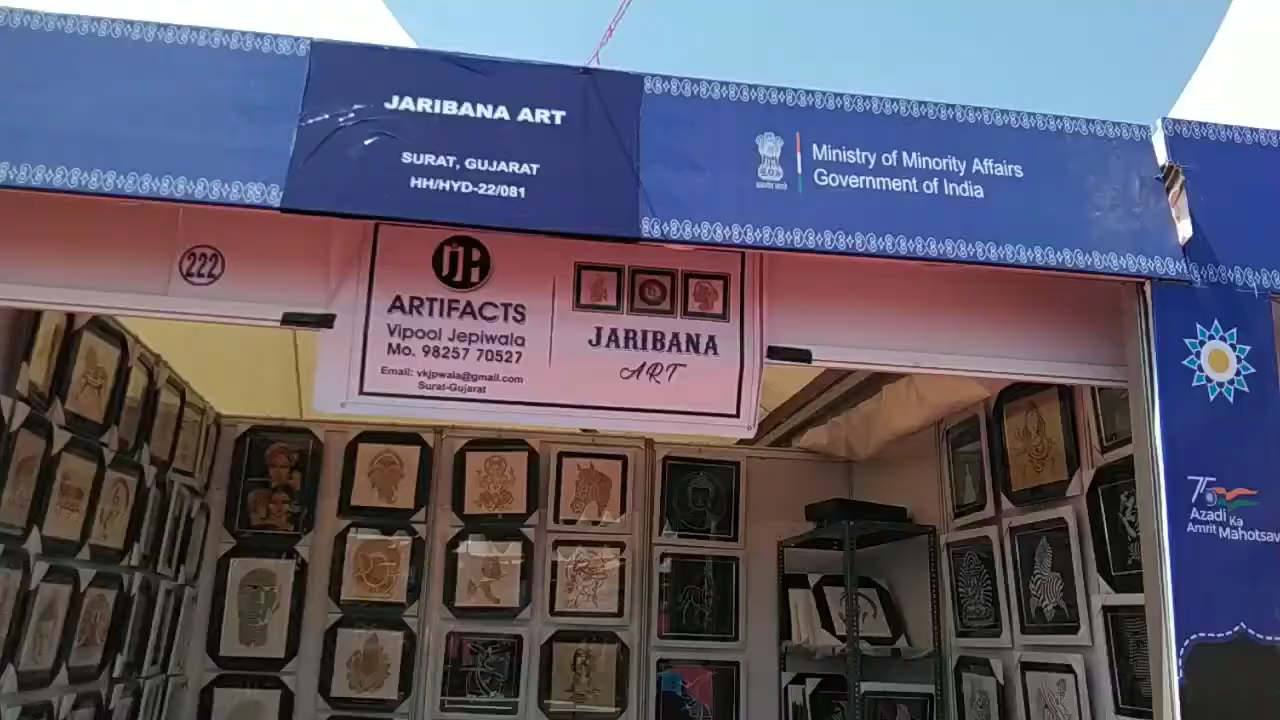 JARIBANA ART
SURAT, GUJARAT
HH/HYD-22/081
Ministry of Minority Affairs
Government of India
222
ARTIFACTS
Vipool Jepiwala
Mo. 98257 70527
Email: vkjpwala@gmail.com
Surat-Gujarat
JARIBANA
ART
75
Azadi Ka
Amrit Mahotsav